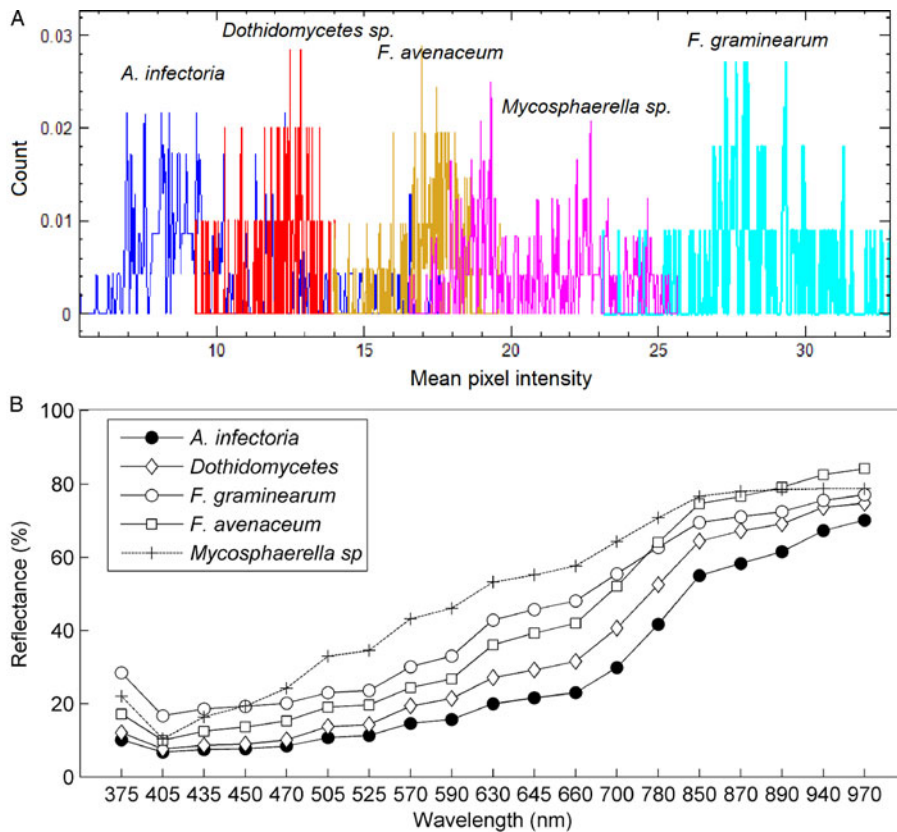 A
0.03
0.02
0.01
0
Count
A. infectoria
Dothidomycetes sp.
F. avenaceum
Mycosphaerella sp.
F. graminearum
10 15 20 25 30
Mean pixel intensity
B
100
80
60
40
20
0
Reflectance (%)
A. infectoria
Dothidomycetes
F. graminearum
F. avenaceum
Mycosphaerella sp
375 405 435 450 470 505 525 570 590 630 645 660 700 780 850 870 890 940 970
Wavelength (nm)